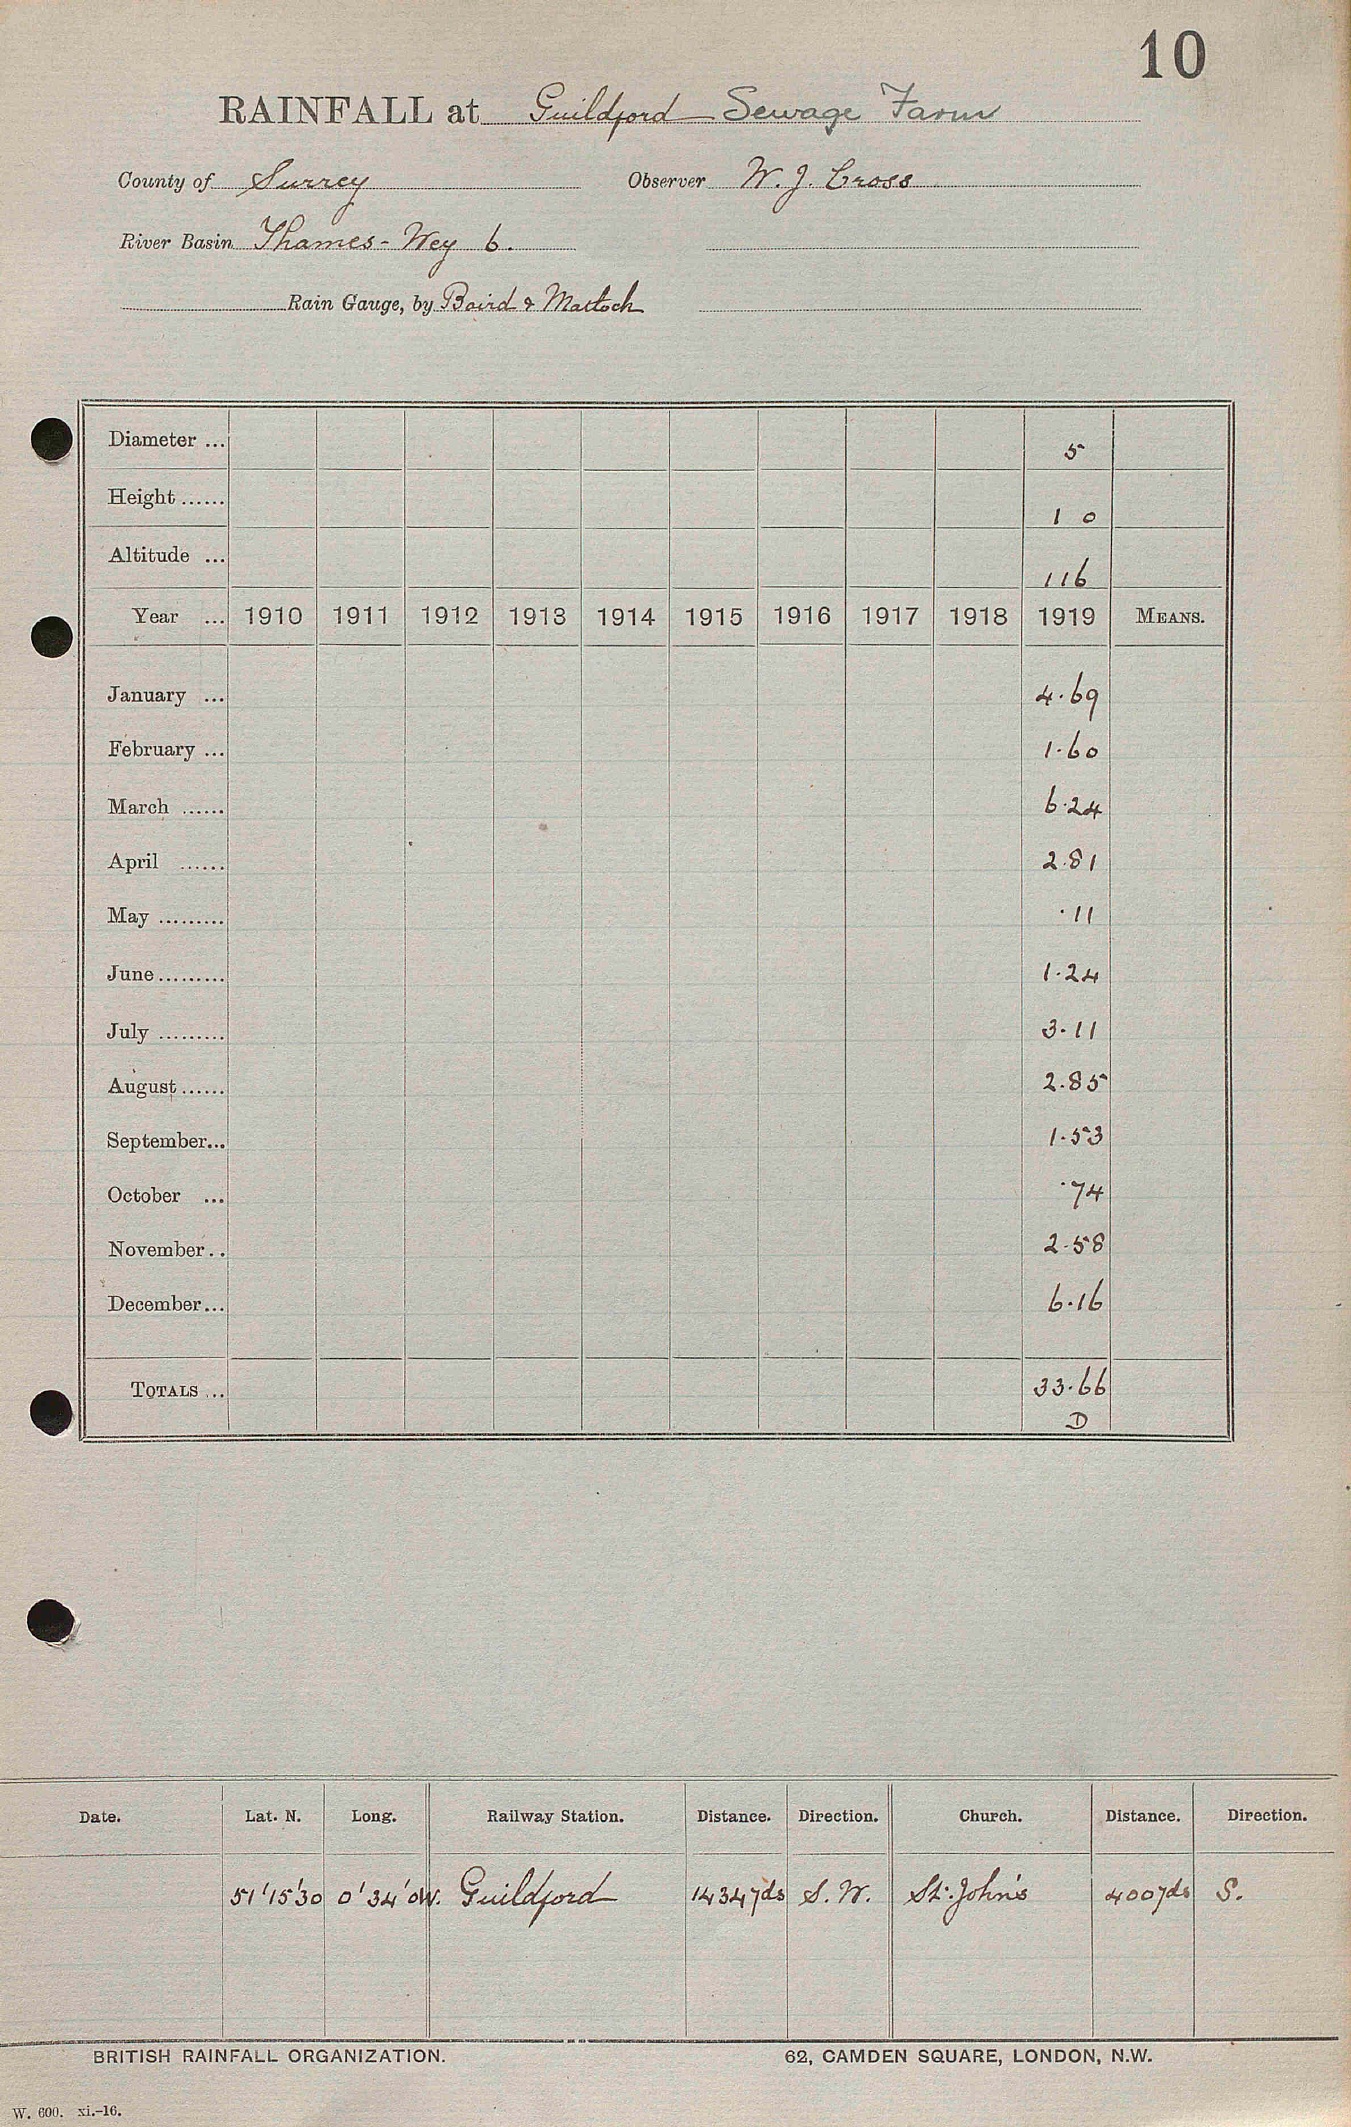 10
RAINFALL at Guildford Sewage Farm
County of Surrey Observer W. J. Cross
River Basin Thames - Wey 6.
Rain Gauge, by Baird & Matlock
Diameter ... 5
Height ...... 1 0
Altitude ... 116
Year ... 1910 1911 1912 1913 1914 1915 1916 1917 1918 1919 MEANS.
January ... 4.69
February ... 1.60
March ...... 6.24
April ...... 2.81
May ......... .11
June ......... 1.24
July ......... 3.11
August ...... 2.85
September... 1.53
October ... .74
November.. 2.58
December... 6.16
TOTALS ... 33.66
D
Date. Lat. N. Long. Railway Station. Distance. Direction. Church. Distance. Direction.
51'15'30 0'34'0W. Guildford 1434yds S. W. St. John's 400yds S.
BRITISH RAINFALL ORGANIZATION. 62, CAMDEN SQUARE, LONDON, N.W.
W. 600. xi.-16.